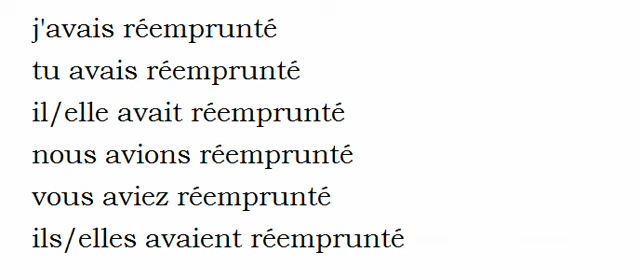 j'avais réemprunté
tu avais réemprunté
il/elle avait réemprunté
nous avions réemprunté
vous aviez réemprunté
ils/elles avaient réemprunté